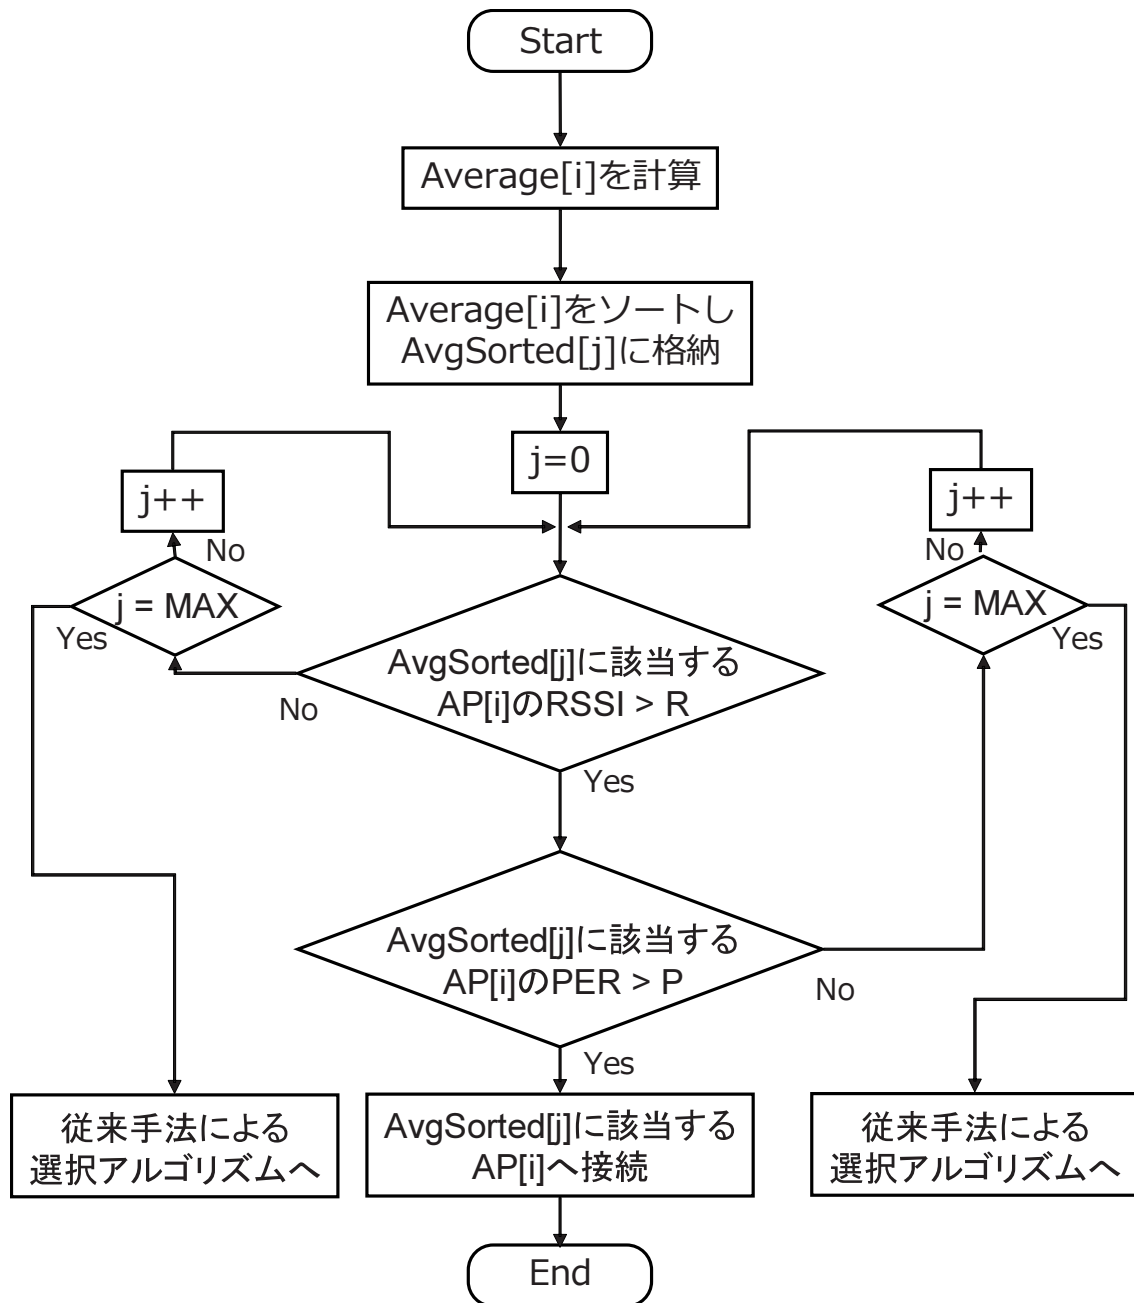 Start
Average[i]を計算
Average[i]をソートし
AvgSorted[j]に格納
j=0
j++
j++
No
No
j = MAX
j = MAX
Yes
Yes
AvgSorted[j]に該当する
AP[i]のRSSI > R
No
Yes
AvgSorted[j]に該当する
AP[i]のPER > P
No
Yes
従来手法による
選択アルゴリズムへ
AvgSorted[j]に該当する
AP[i]へ接続
従来手法による
選択アルゴリズムへ
End